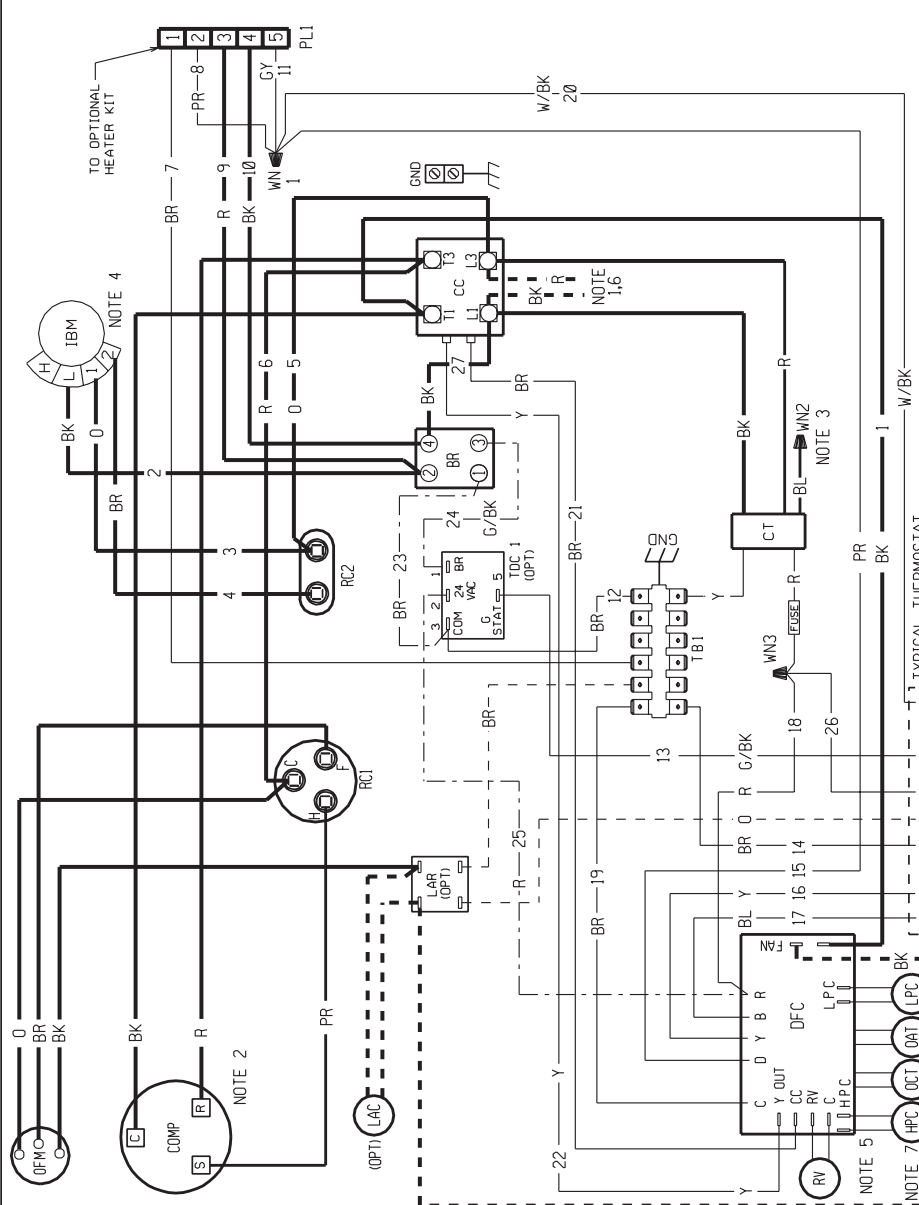 TO OPTIONAL
HEATER KIT
1 2 3 4 5
PL1
PR 8
GY 11
BR 7
R 9
BK 10
WN 1
W/BK 20
GND
IBM
H L 1 2
NOTE 4
T3 L3
CC
T1 L1
BK R
NOTE
1,6
R 6
O 5
27
BR
Y
BK
BK
O
BR
2
3
4
RC2
4 3
BR
2 1
24
G/BK
BR 23
1 2 3
BR
24
VAC
COM
G
STAT
5
TDC 1
(OPT)
BR 21
BK
R
BL
WN2
NOTE 3
CT
R
FUSE
WN3
Y
GND
12
BR
TB1
18
26
13
G/BK
W/BK
1
BK
PR
TYPICAL THERMOSTAT
C
H F
RC1
LAR
(OPT)
BR
R 25
BR 19
R
O
BR 14
15
Y 16
BL 17
O
BR
BK
OFM
BK
R
PR
C
COMP
S R
NOTE 2
(OPT) LAC
Y
22
Y
FAN
BK
R B Y D C
DFC
LPC
Y OUT
CC
RV
C
HPC
RV
NOTE 5
NOTE 7
HPC
OCT
OAT
LPC